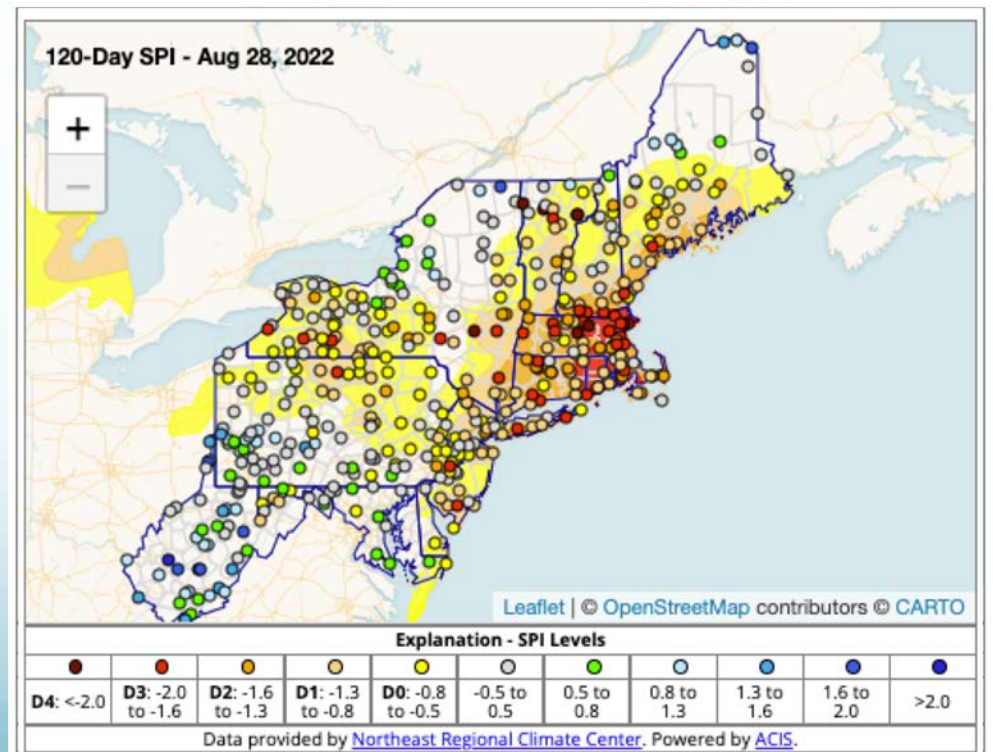 120-Day SPI - Aug 28, 2022
+
−
Leaflet | © OpenStreetMap contributors © CARTO
Explanation - SPI Levels
D4: <-2.0
D3: -2.0
to -1.6
D2: -1.6
to -1.3
D1: -1.3
to -0.8
D0: -0.8
to -0.5
-0.5 to
0.5
0.5 to
0.8
0.8 to
1.3
1.3 to
1.6
1.6 to
2.0
>2.0
Data provided by Northeast Regional Climate Center. Powered by ACIS.